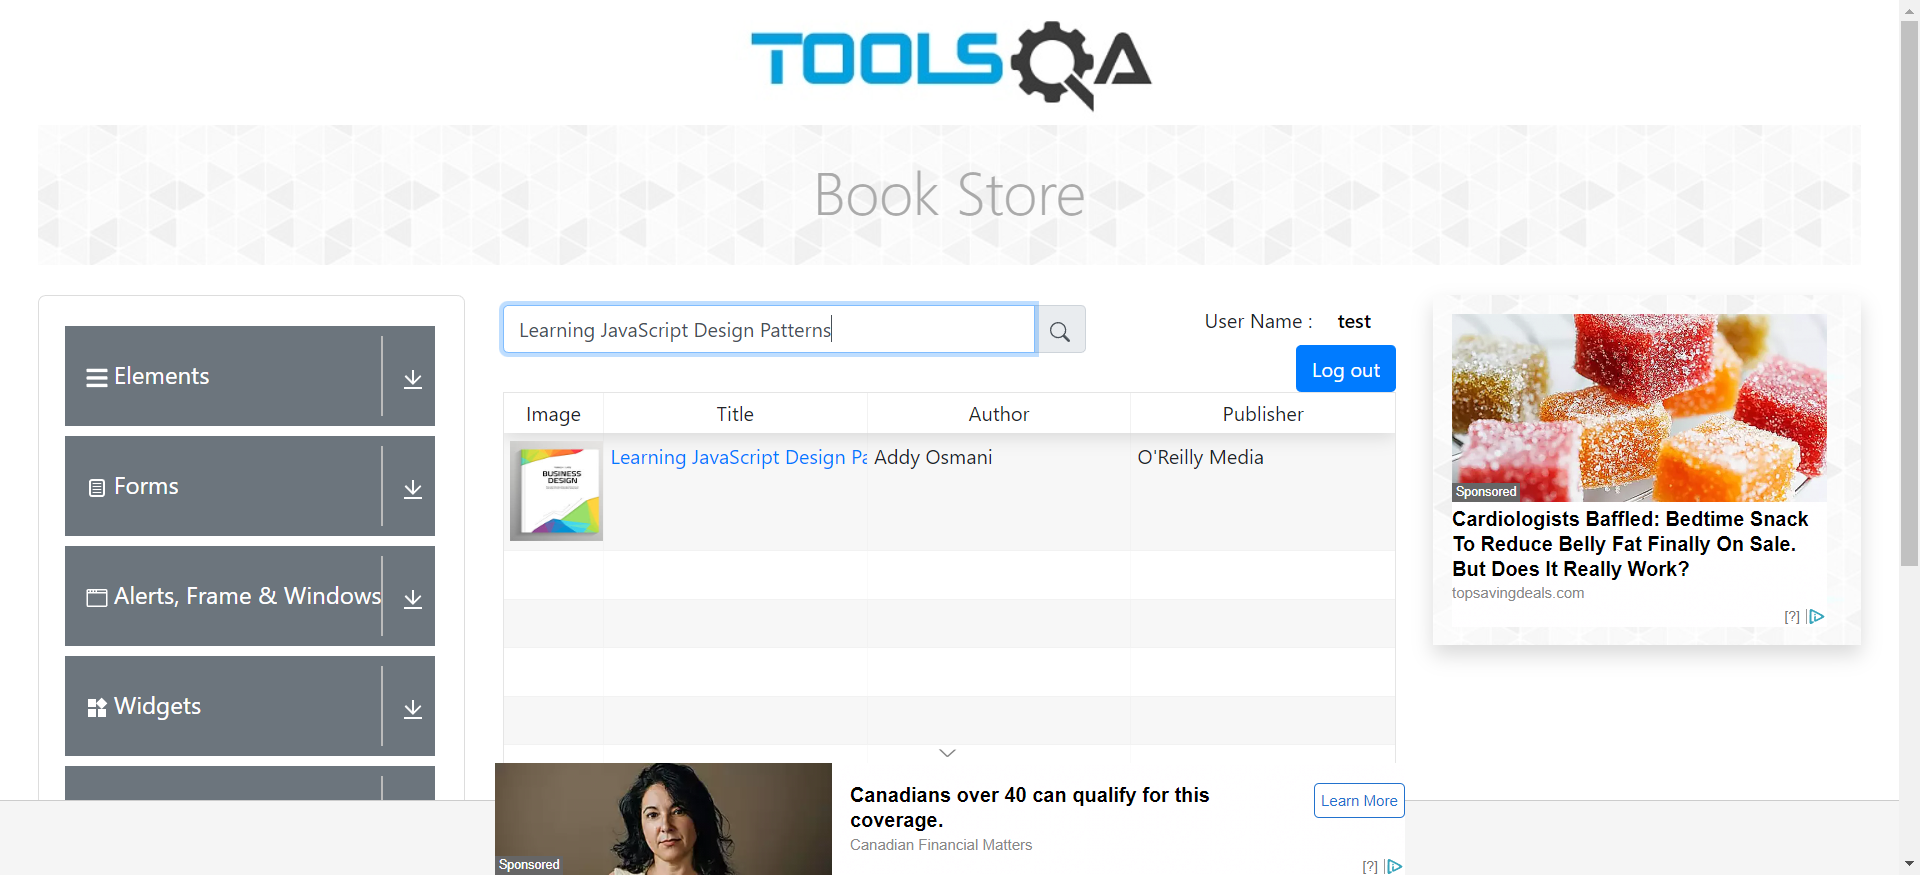 TOOLSQA
Book Store
Elements
Forms
Alerts, Frame & Windows
Widgets
Learning JavaScript Design Patterns
User Name : test
Log out
Image Title Author Publisher
BUSINESS
DESIGN
Learning JavaScript Design Pa Addy Osmani O'Reilly Media
Sponsored
Cardiologists Baffled: Bedtime Snack
To Reduce Belly Fat Finally On Sale.
But Does It Really Work?
topsavingdeals.com
[?]
Sponsored
Canadians over 40 can qualify for this
coverage.
Canadian Financial Matters
Learn More
[?]